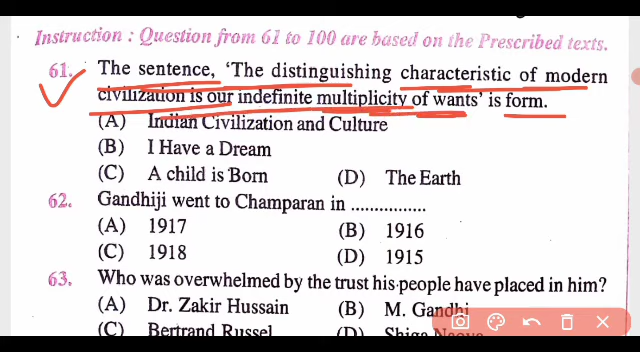 Instruction : Question from 61 to 100 are based on the Prescribed texts.
61. The sentence, 'The distinguishing characteristic of modern
civilization is our indefinite multiplicity of wants' is form.
(A) Indian Civilization and Culture
(B) I Have a Dream
(C) A child is Born (D) The Earth
62. Gandhiji went to Champaran in ................
(A) 1917 (B) 1916
(C) 1918 (D) 1915
63. Who was overwhelmed by the trust his people have placed in him?
(A) Dr. Zakir Hussain (B) M. Gandhi
(C) Bertrand Russel (D) Shiga Naoya